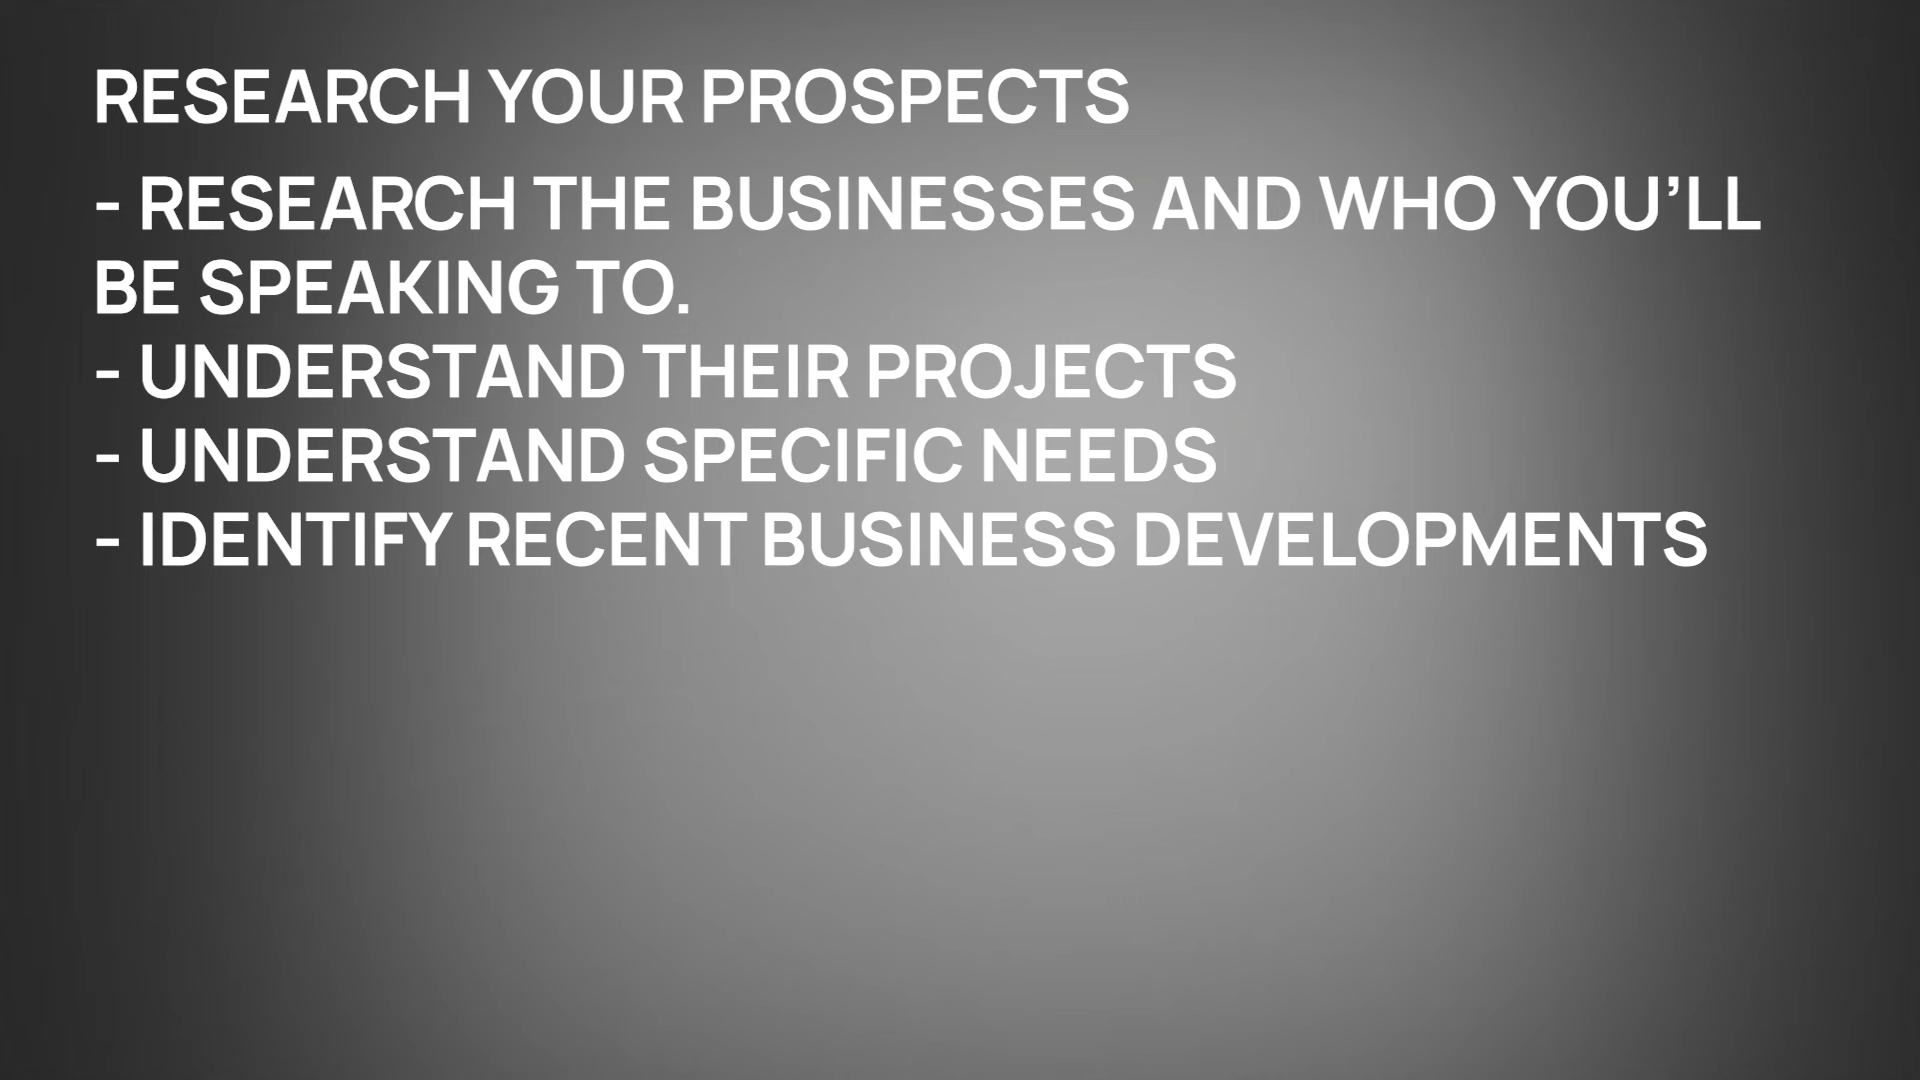 RESEARCH YOUR PROSPECTS
- RESEARCH THE BUSINESSES AND WHO YOU’LL
BE SPEAKING TO.
- UNDERSTAND THEIR PROJECTS
- UNDERSTAND SPECIFIC NEEDS
- IDENTIFY RECENT BUSINESS DEVELOPMENTS